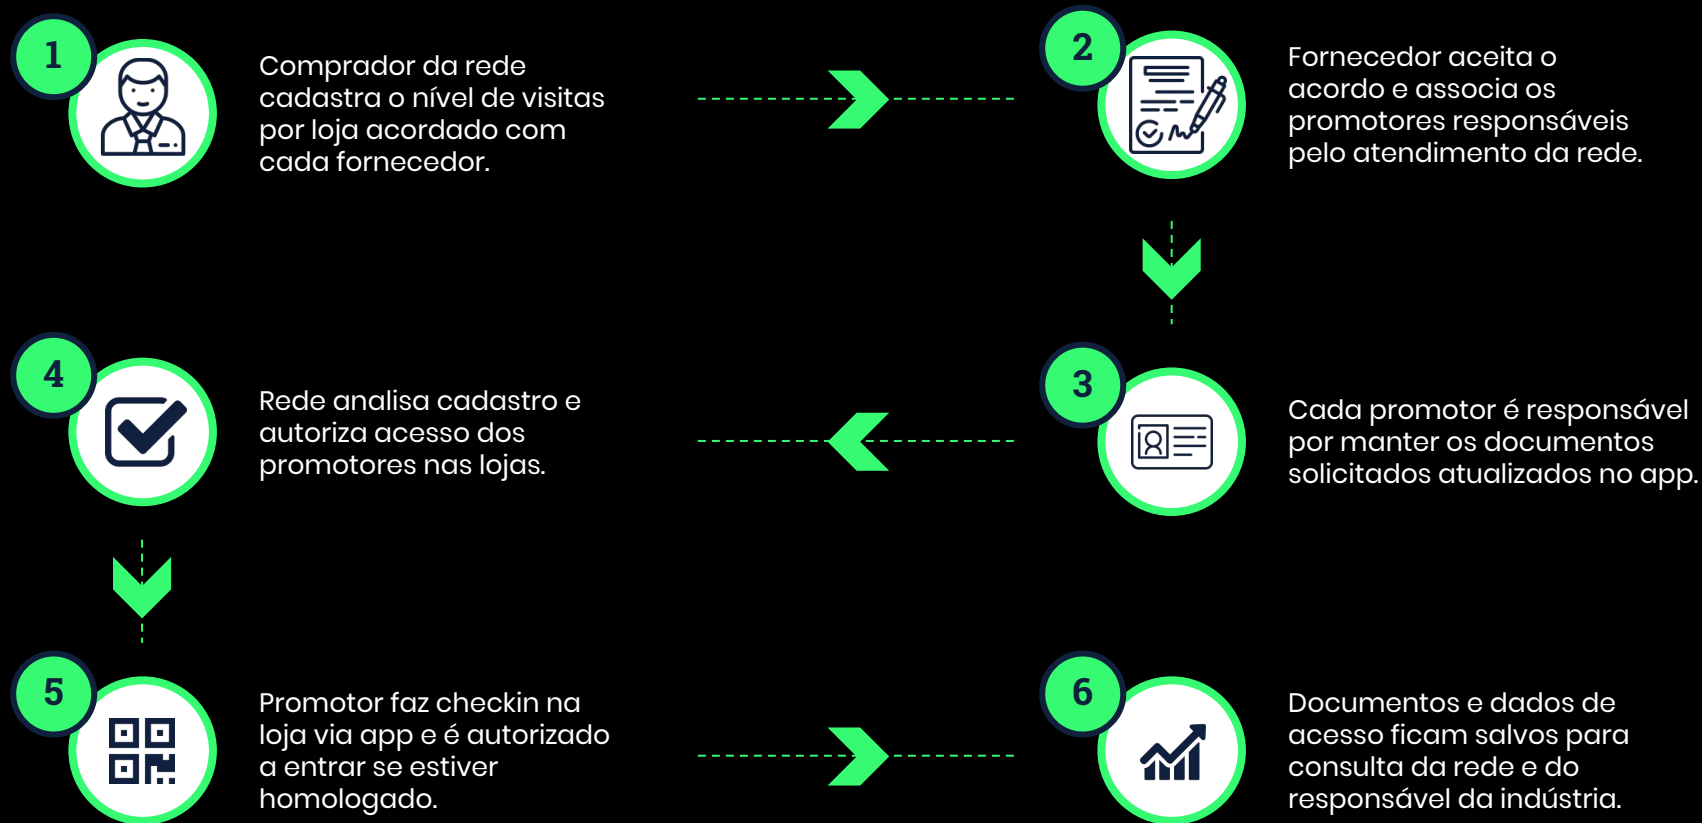 1
Comprador da rede
cadastra o nível de visitas
por loja acordado com
cada fornecedor.
2
Fornecedor aceita o
acordo e associa os
promotores responsáveis
pelo atendimento da rede.
3
Cada promotor é responsável
por manter os documentos
solicitados atualizados no app.
4
Rede analisa cadastro e
autoriza acesso dos
promotores nas lojas.
5
Promotor faz checkin na
loja via app e é autorizado
a entrar se estiver
homologado.
6
Documentos e dados de
acesso ficam salvos para
consulta da rede e do
responsável da indústria.